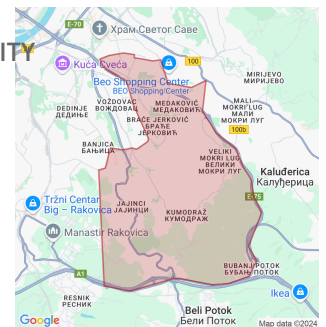 E-70
Храм Светог Саве
ITY
Kuća Cveća
100
Beo Shopping Center
BEO Shopping Center
МИРИЈЕВО
MIRIJEVO
VOZDOVAC
ВОЖДОВАЦ
MEDAKOVIĆ
МЕДАКОВИЋ
DEDINJE
ДЕДИЊЕ
MALI
MOKRI LUG
МАЛИ
МОКРИ ЛУГ
BRAĆE JERKOVIĆ
БРАЋЕ
ЈЕРКОВИЋ
100b
BANJICA
БАЊИЦА
VELIKI
MOKRI LUG
ВЕЛИКИ
МОКРИ ЛУГ
Kaluđerica
Калуђерица
E-75
Tržni Centar
Big – Rakovica
JAJINCI
ЈАЈИНЦИ
KUMODRAŽ
КУМОДРАЖ
Manastir Rakovica
A1
BUBANJ POTOK
БУБАЊ ПОТОК
Ikea
RESNIK
РЕСНИК
Beli Potok
Бели Поток
Google
Map data ©2024